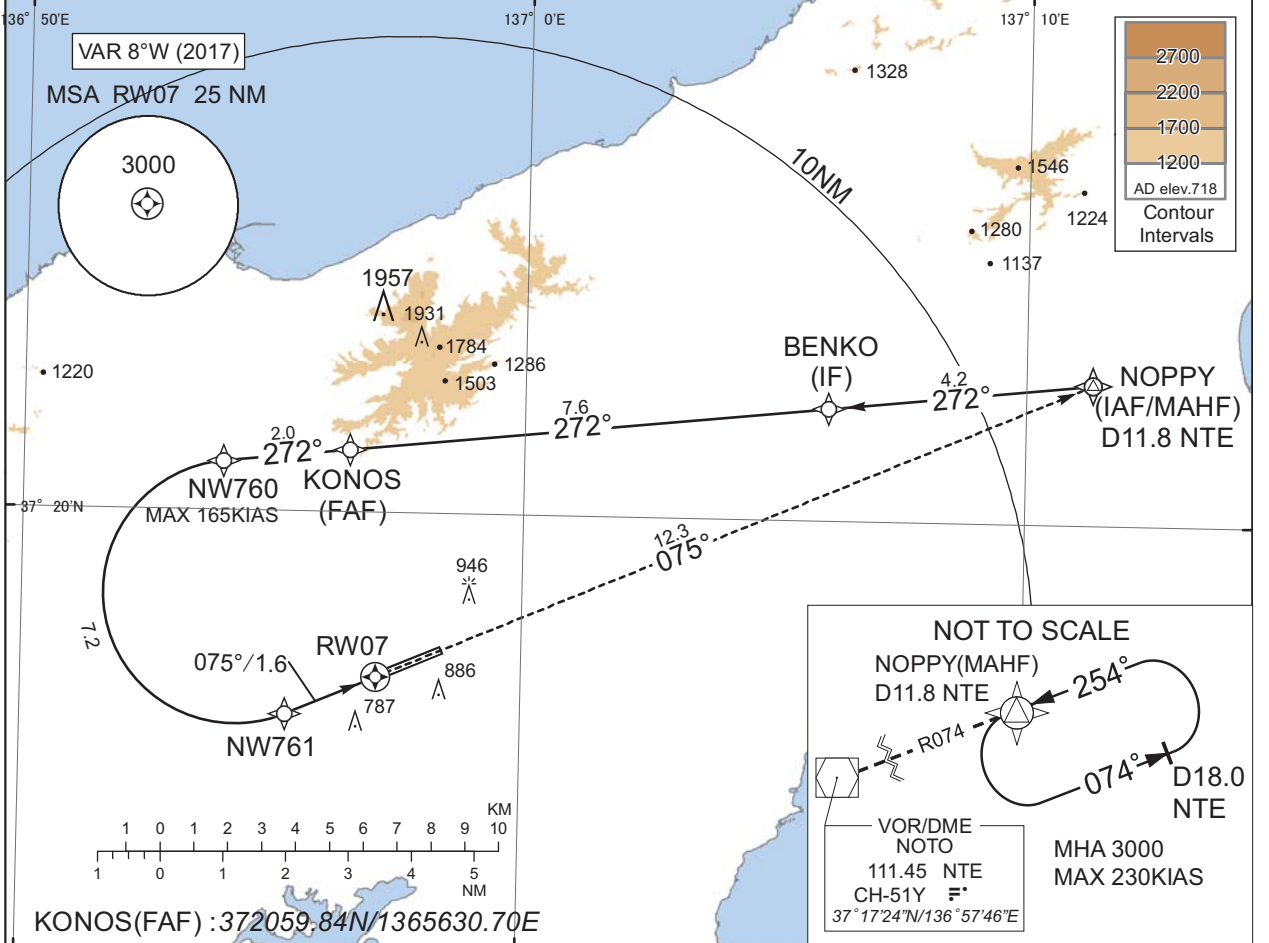 136° 50'E
137° 0'E
137° 10'E
VAR 8°W (2017)
MSA RW07 25 NM
3000
10NM
1328
1546
1224
1280
1137
2700
2200
1700
1200
AD elev.718
Contour
Intervals
1957
1931
1784
1286
1503
1220
BENKO
(IF)
4.2
272°
NOPPY
(IAF/MAHF)
D11.8 NTE
7.6
272°
2.0
272°
KONOS
(FAF)
NW760
MAX 165KIAS
37° 20'N
12.3
075°
946
7.2
RW07
075°/1.6
886
787
NW761
NOT TO SCALE
NOPPY(MAHF)
D11.8 NTE
254°
R074
074°
D18.0
NTE
VOR/DME
NOTO
111.45 NTE
CH-51Y
37°17'24"N/136°57'46"E
MHA 3000
MAX 230KIAS
KM
1 0 1 2 3 4 5 6 7 8 9 10
1 0 1 2 3 4 5
NM
KONOS(FAF) :372059.84N/1365630.70E